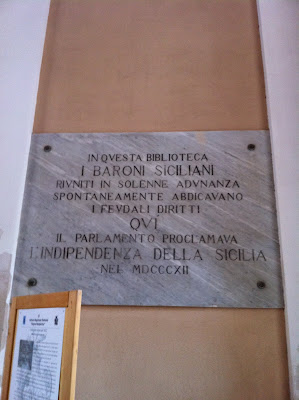 IN QVESTA BIBLIOTECA
I BARONI SICILIANI
RIVNITI IN SOLENNE ADVNANZA
SPONTANEAMENTE ABDICAVANO
I FEVDALI DIRITTI
QVI
IL PARLAMENTO PROCLAMAVA
L'INDIPENDENZA DELLA SICILIA
NEL MDCCCXII